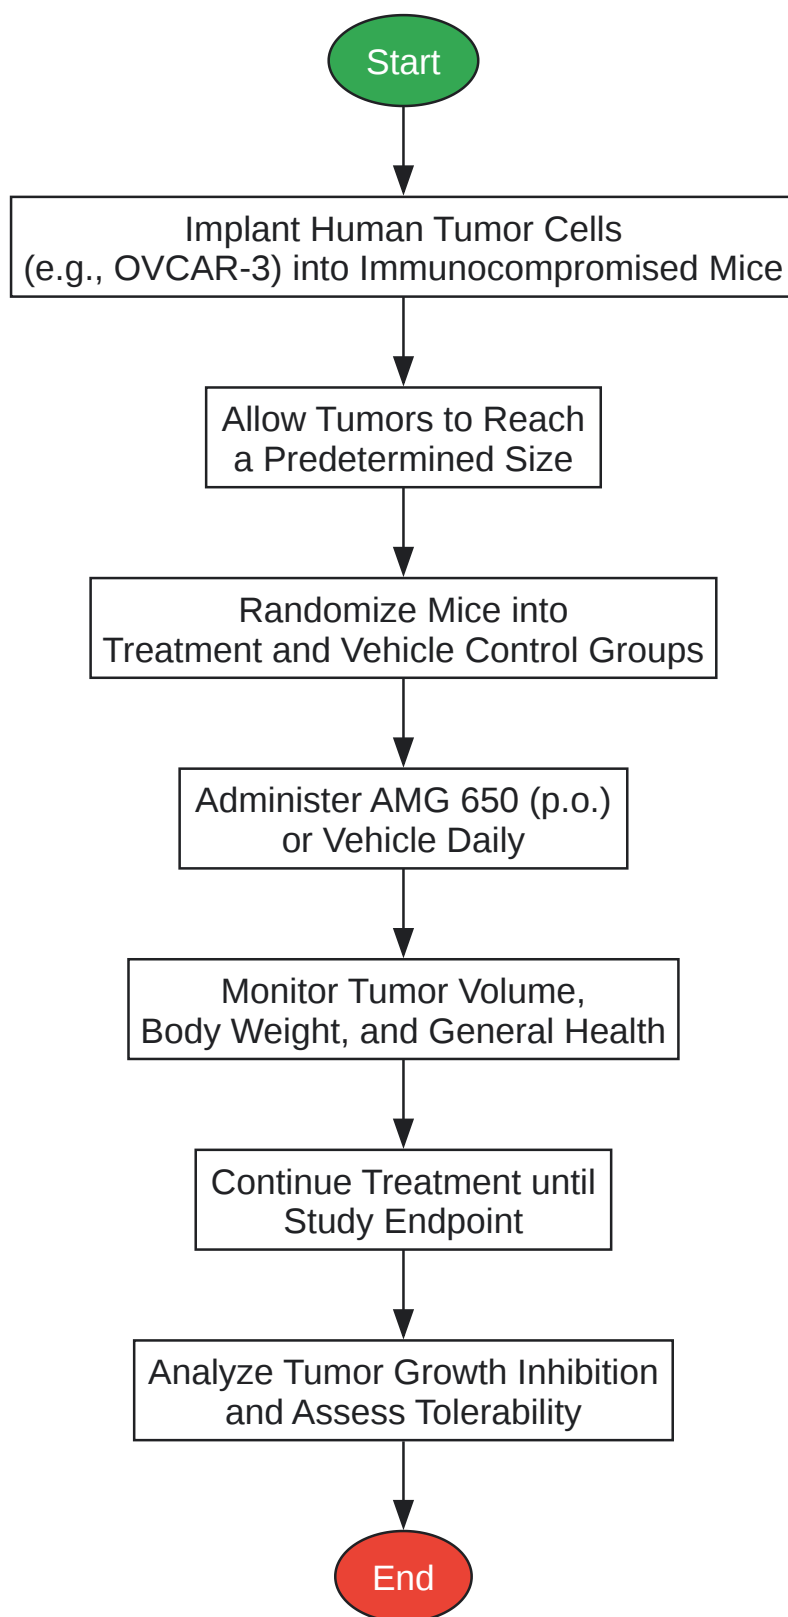 Start
Implant Human Tumor Cells
(e.g., OVCAR-3) into Immunocompromised Mice
Allow Tumors to Reach
a Predetermined Size
Randomize Mice into
Treatment and Vehicle Control Groups
Administer AMG 650 (p.o.)
or Vehicle Daily
Monitor Tumor Volume,
Body Weight, and General Health
Continue Treatment until
Study Endpoint
Analyze Tumor Growth Inhibition
and Assess Tolerability
End